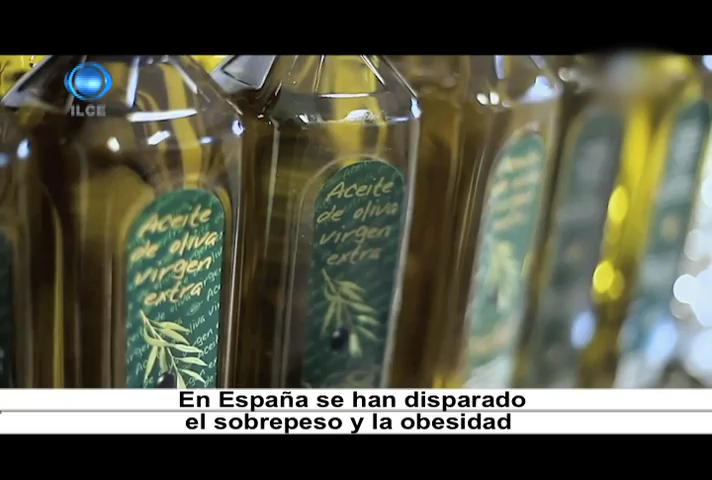 ILCE
Aceite
de oliva
virgen
extra
Aceite
de oliva
virgen
extra
En España se han disparado
el sobrepeso y la obesidad